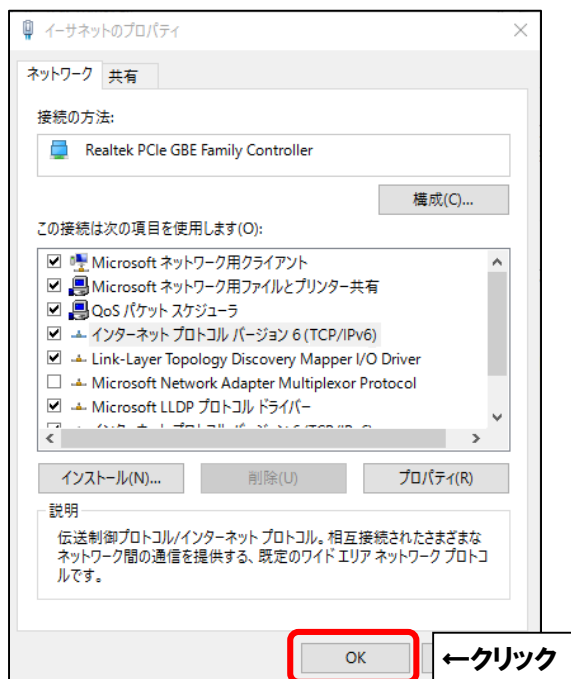 イーサネットのプロパティ
ネットワーク 共有
接続の方法:
Realtek PCIe GBE Family Controller
構成(C)...
この接続は次の項目を使用します(O):
Microsoft ネットワーク用クライアント
Microsoft ネットワーク用ファイルとプリンター共有
QoS パケット スケジューラ
インターネット プロトコル バージョン 6 (TCP/IPv6)
Link-Layer Topology Discovery Mapper I/O Driver
Microsoft Network Adapter Multiplexor Protocol
Microsoft LLDP プロトコル ドライバー
インストール(N)... 削除(U) プロパティ(R)
説明
伝送制御プロトコル/インターネット プロトコル。相互接続されたさまざまな
ネットワーク間の通信を提供する、既定のワイド エリア ネットワーク プロトコ
ルです。
OK ←クリック